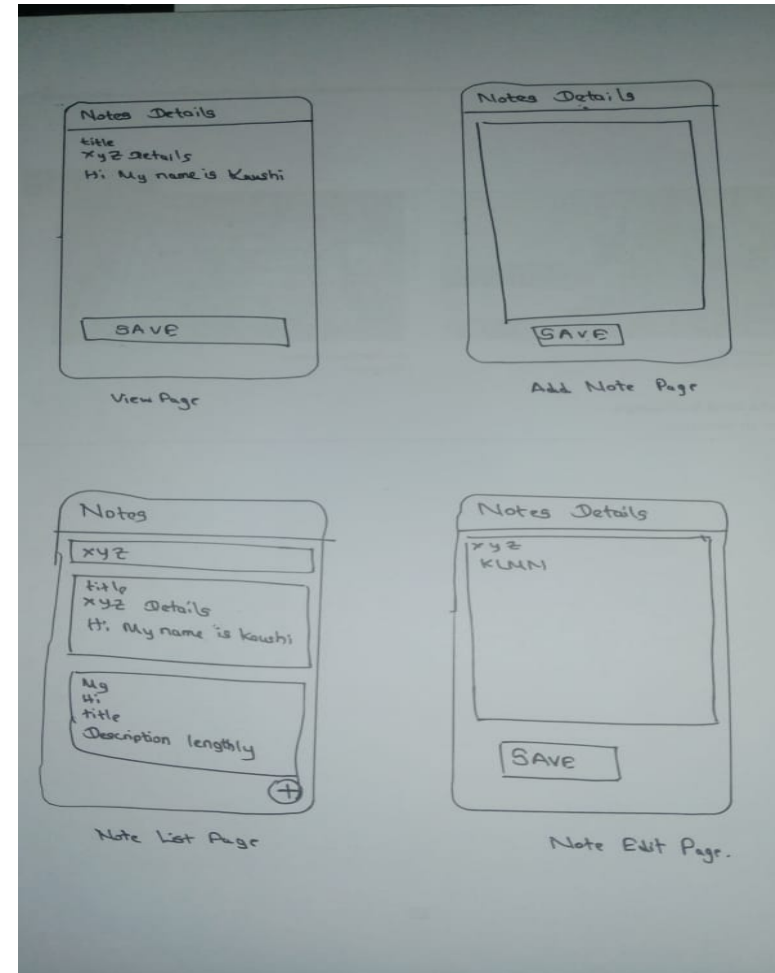 Notes Details
title
xyz Details
Hi My name is Kaushi
SAVE
View Page
Notes Details
SAVE
Add Note Page
Notes
xyz
title
xyz Details
Hi My name is Kaushi
My
Hi
title
Description lengthly
+
Note List Page
Notes Details
xyz
KLMN
SAVE
Note Edit Page.